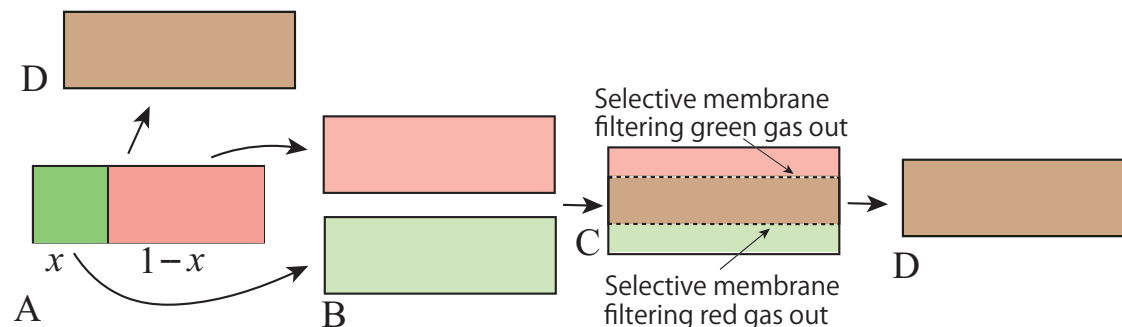 D
x
1−x
A
B
Selective membrane
filtering green gas out
C
Selective membrane
filtering red gas out
D